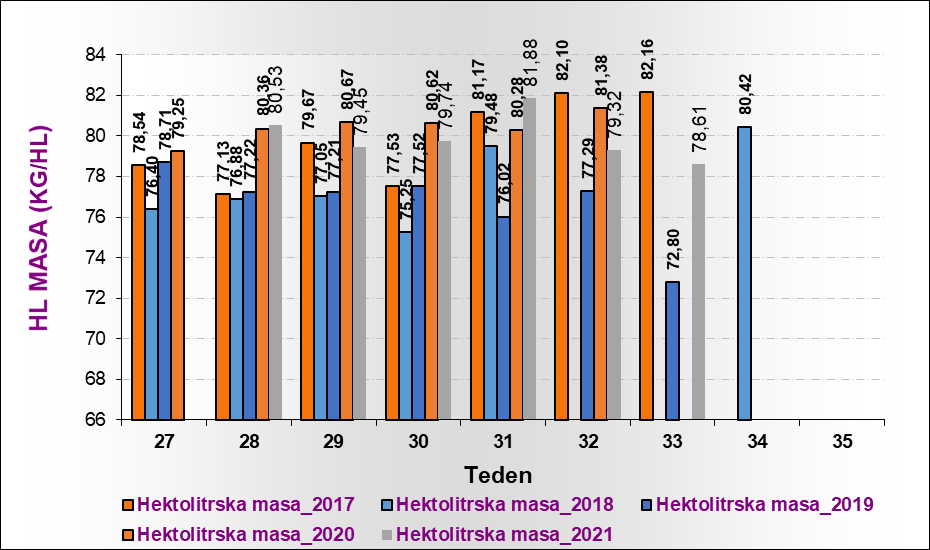 HL MASA (KG/HL)
84
82
80
78
76
74
72
70
68
66
78,54 76,40 78,71 79,25
77,13 76,88 77,22 80,36 80,53
79,67 77,05 77,21 80,67 79,45
77,53 75,25 77,52 80,62 79,74
81,17 79,48 76,02 80,28 81,88
82,10 77,29 81,38 79,32
82,16 72,80 78,61
80,42
27 28 29 30 31 32 33 34 35
Teden
Hektolitrska masa_2017 Hektolitrska masa_2018 Hektolitrska masa_2019
Hektolitrska masa_2020 Hektolitrska masa_2021